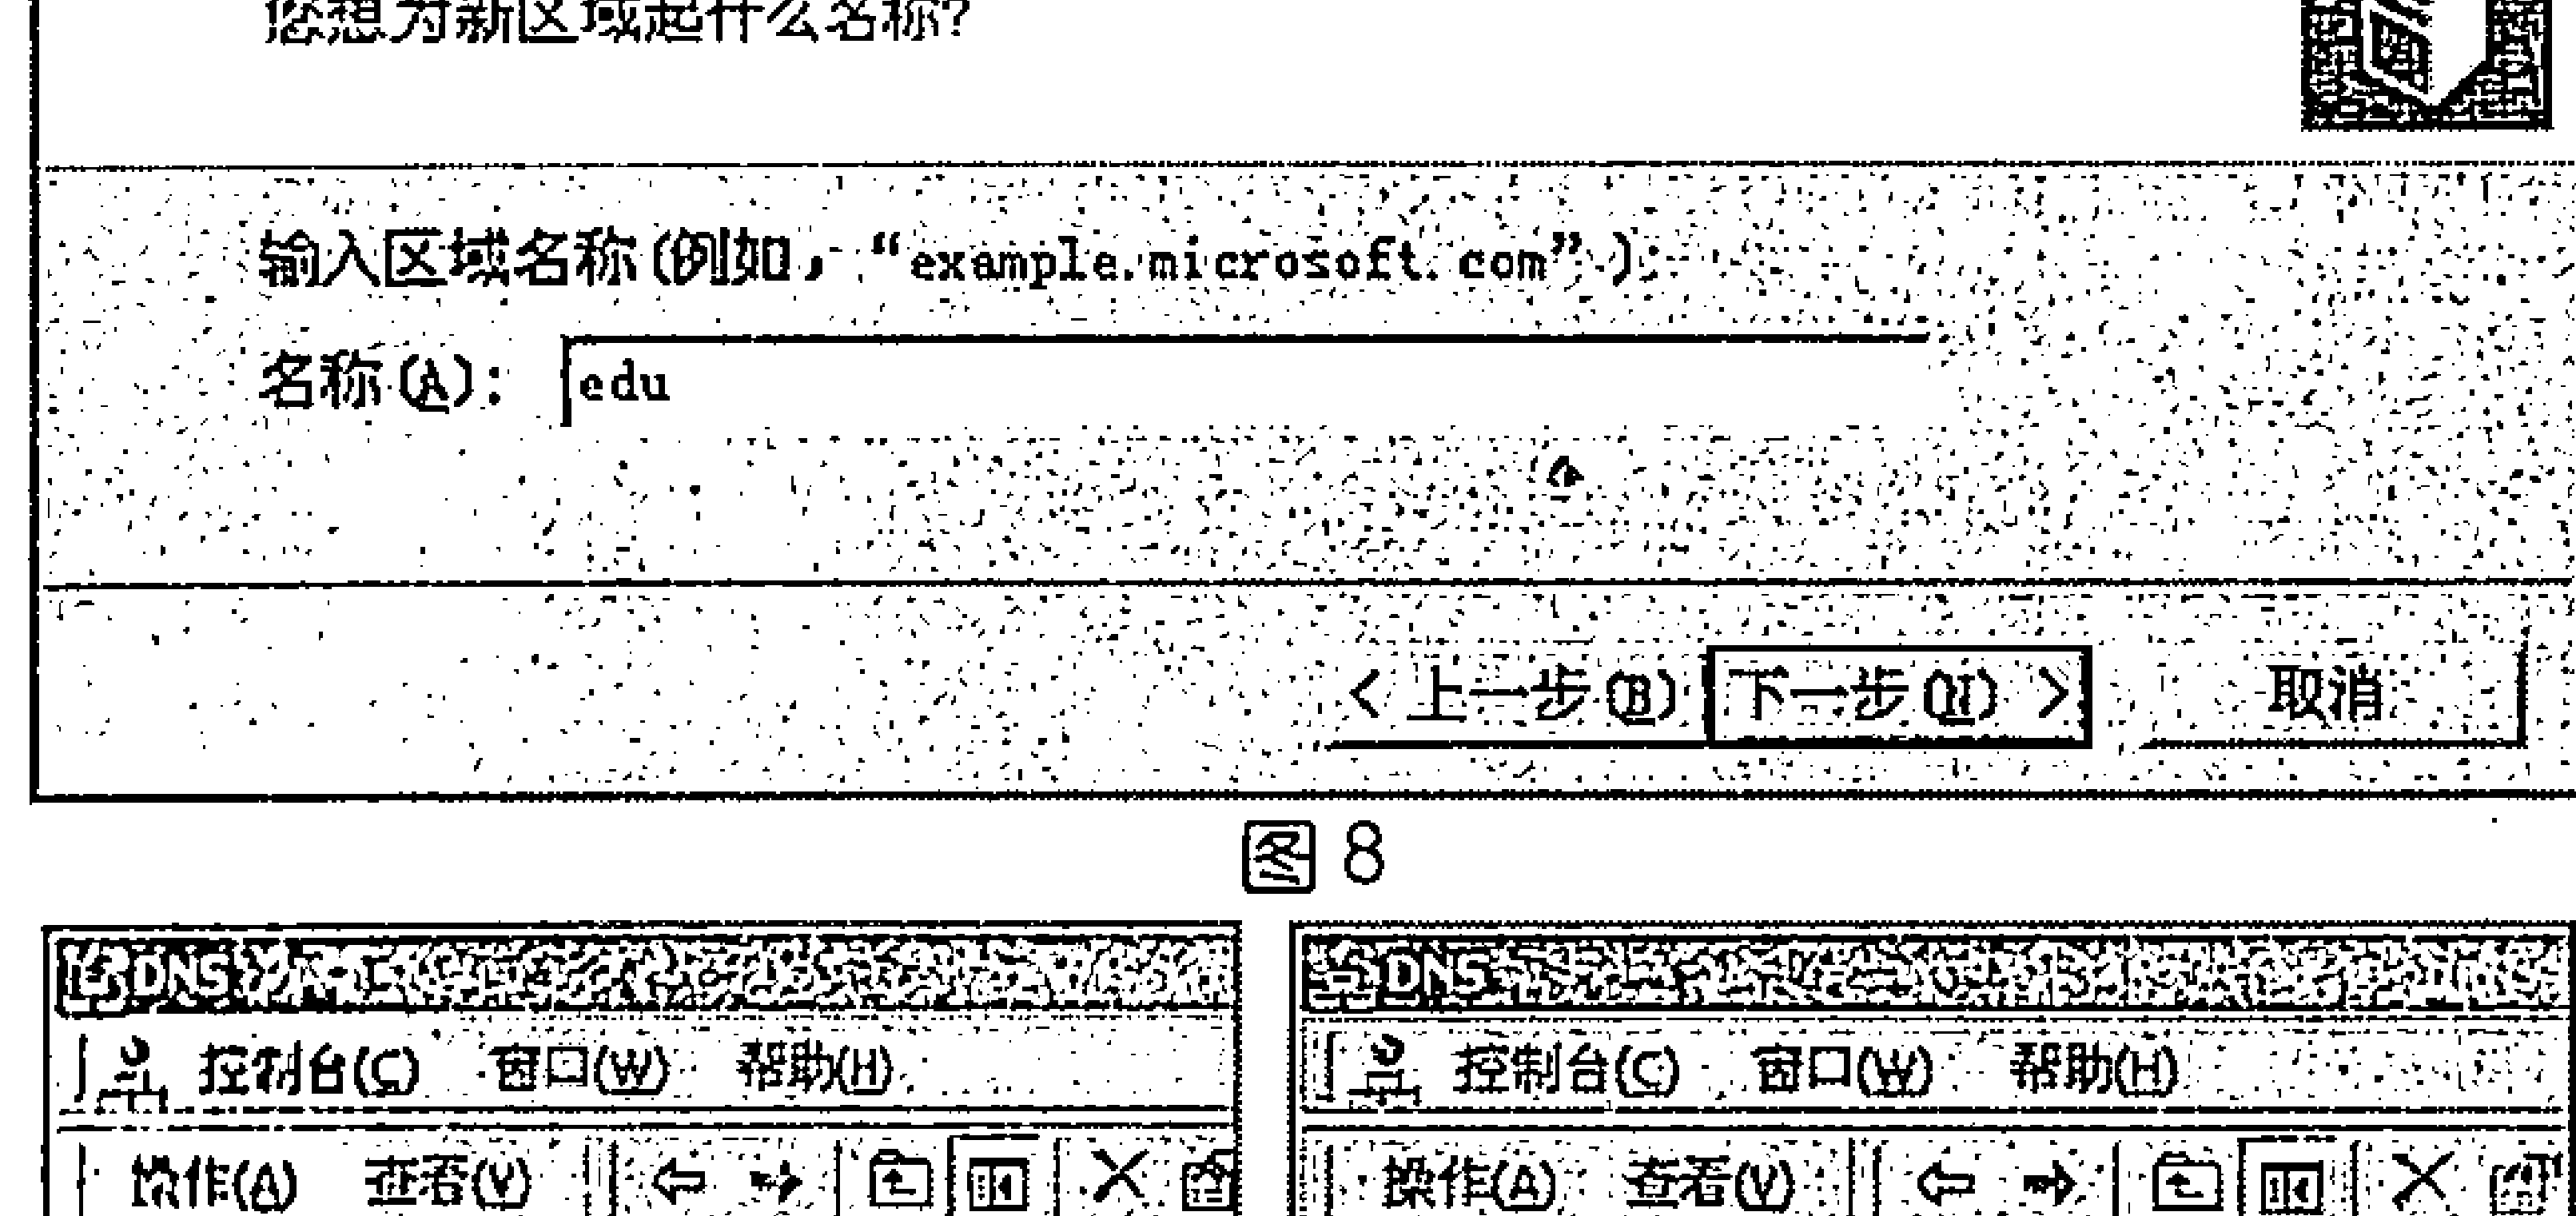 您想为新区域起什么名称?
输入区域名称(例如，“example.microsoft.com”):
名称(A): edu
< 上一步(B) 下一步(N) > 取消
图 8
DNS
控制台(C) 窗口(W) 帮助(H)
操作(A) 查看(V)
DNS
控制台(C) 窗口(W) 帮助(H)
操作(A) 查看(V)